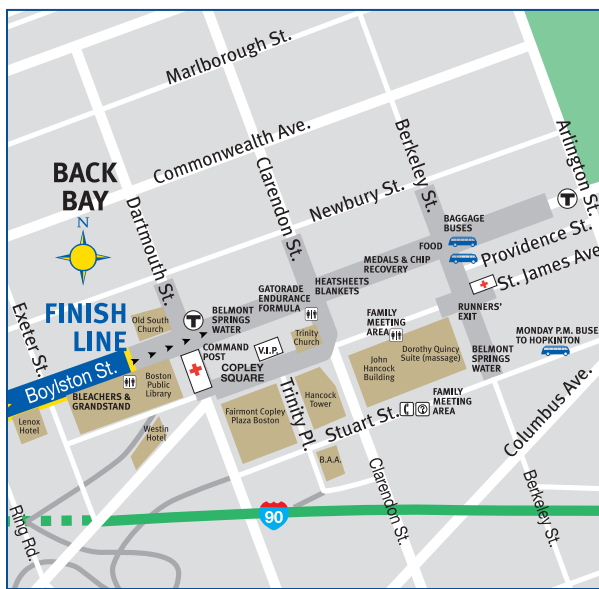 Marlborough St.
Commonwealth Ave.
Berkeley St.
Arlington St.
BACK
BAY
N
Clarendon St.
Dartmouth St.
Newbury St.
T
BAGGAGE
BUSES
FOOD
Providence St.
MEDALS & CHIP
RECOVERY
St. James Ave
HEATSHEETS
BLANKETS
GATORADE
ENDURANCE
FORMULA
Exeter St.
FINISH
LINE
Old South
Church
T
BELMONT
SPRINGS
WATER
RUNNERS'
EXIT
FAMILY
MEETING
AREA
MONDAY P.M. BUSE
TO HOPKINTON
COMMAND
POST
V.I.P.
Trinity
Church
COPLEY
SQUARE
John
Hancock
Building
Dorothy Quincy
Suite (massage)
BELMONT
SPRINGS
WATER
Boylston St.
BLEACHERS &
GRANDSTAND
Boston
Public
Library
Lenox
Hotel
Westin
Hotel
Fairmont Copley
Plaza Boston
Trinity Pl.
Hancock
Tower
Stuart St.
?
FAMILY
MEETING
AREA
Columbus Ave.
B.A.A.
Clarendon St.
Berkeley St.
Ring Rd.
90